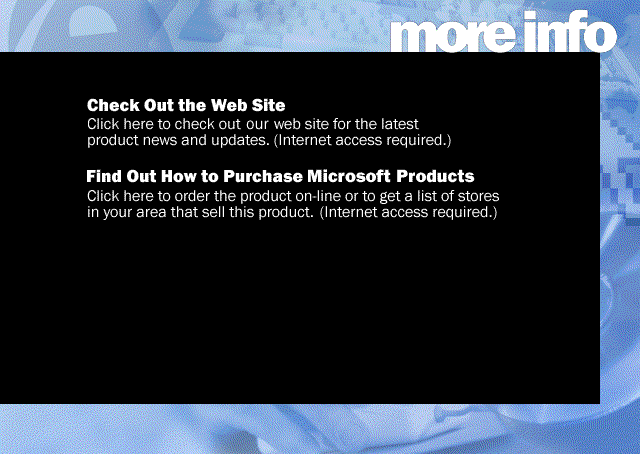 more info
Check Out the Web Site
Click here to check out our web site for the latest
product news and updates. (Internet access required.)
Find Out How to Purchase Microsoft Products
Click here to order the product on-line or to get a list of stores
in your area that sell this product. (Internet access required.)